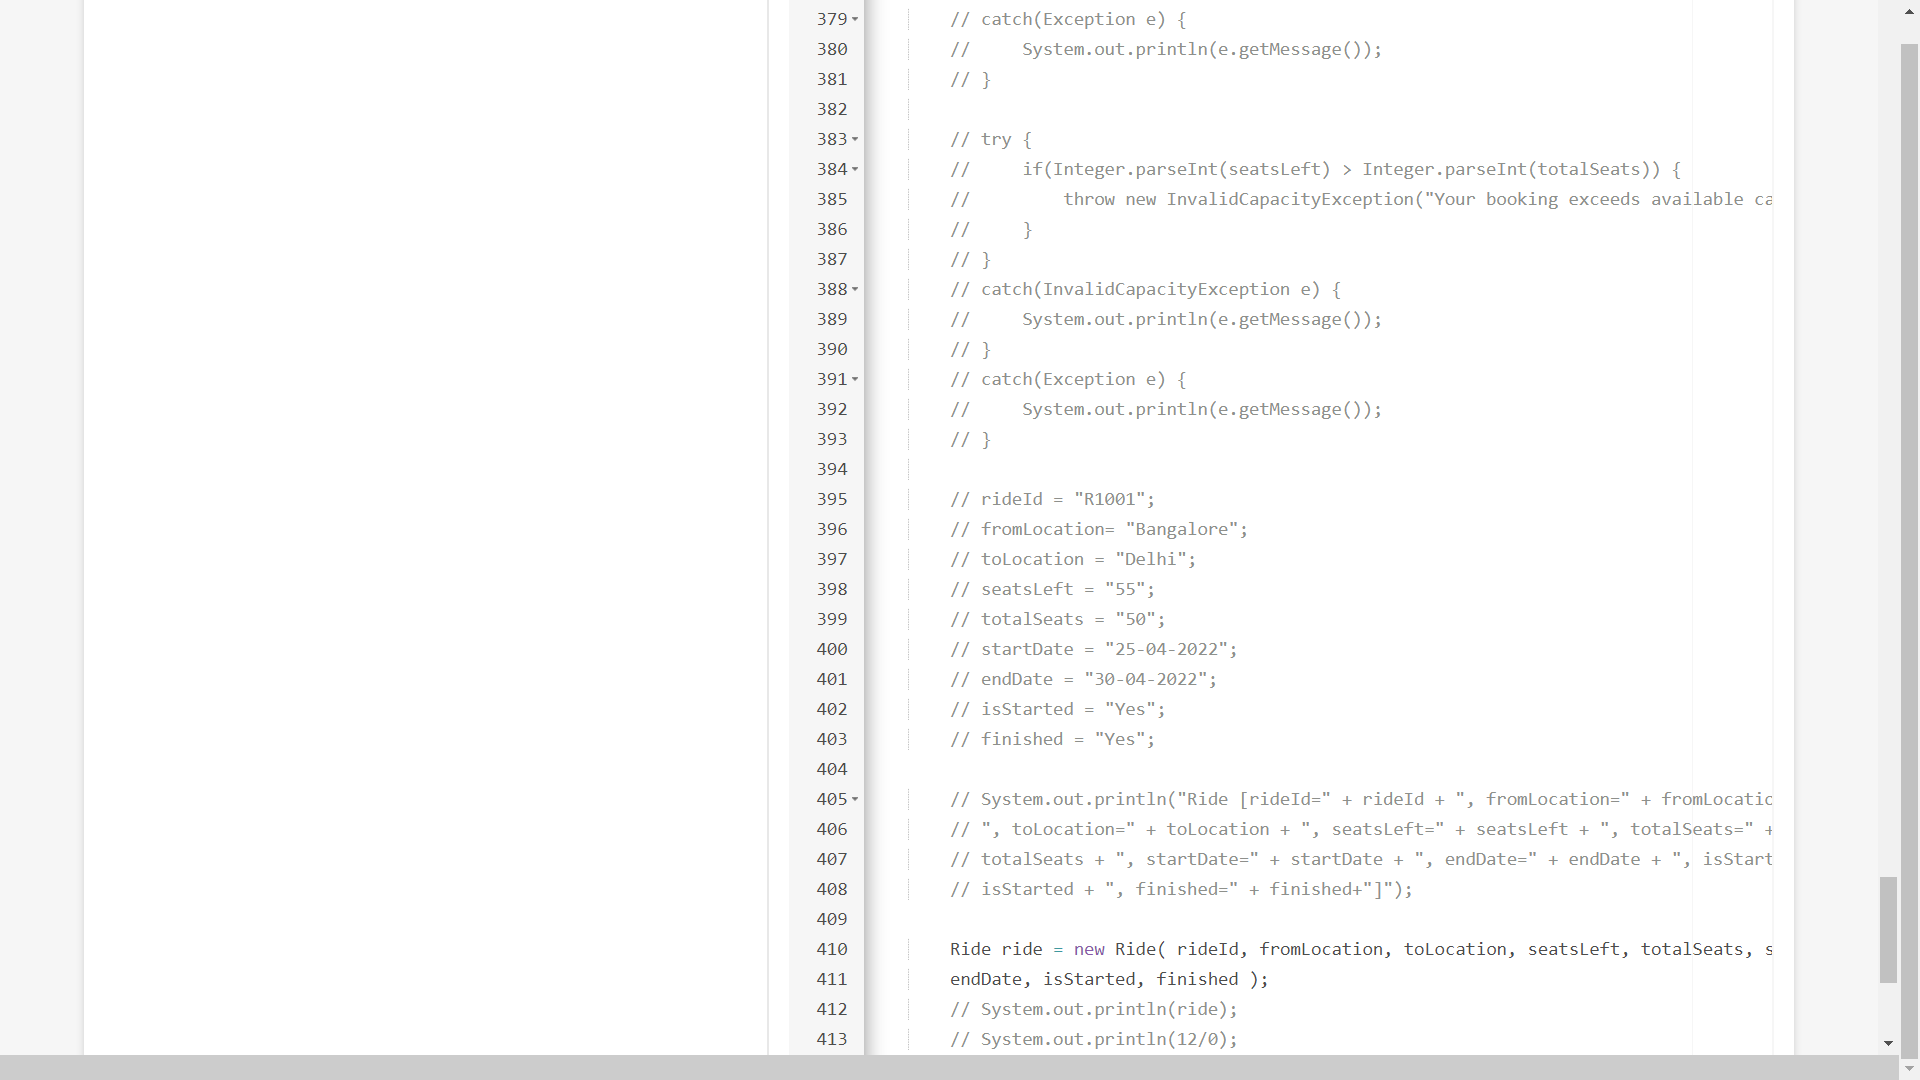 379 // catch(Exception e) {
380 //     System.out.println(e.getMessage());
381 // }
382
383 // try {
384 //     if(Integer.parseInt(seatsLeft) > Integer.parseInt(totalSeats)) {
385 //         throw new InvalidCapacityException("Your booking exceeds available ca
386 //     }
387 // }
388 // catch(InvalidCapacityException e) {
389 //     System.out.println(e.getMessage());
390 // }
391 // catch(Exception e) {
392 //     System.out.println(e.getMessage());
393 // }
394
395 // rideId = "R1001";
396 // fromLocation= "Bangalore";
397 // toLocation = "Delhi";
398 // seatsLeft = "55";
399 // totalSeats = "50";
400 // startDate = "25-04-2022";
401 // endDate = "30-04-2022";
402 // isStarted = "Yes";
403 // finished = "Yes";
404
405 // System.out.println("Ride [rideId=" + rideId + ", fromLocation=" + fromLocatio
406 // ", toLocation=" + toLocation + ", seatsLeft=" + seatsLeft + ", totalSeats=" +
407 // totalSeats + ", startDate=" + startDate + ", endDate=" + endDate + ", isStart
408 // isStarted + ", finished=" + finished+"]");
409
410 Ride ride = new Ride( rideId, fromLocation, toLocation, seatsLeft, totalSeats, s
411 endDate, isStarted, finished );
412 // System.out.println(ride);
413 // System.out.println(12/0);